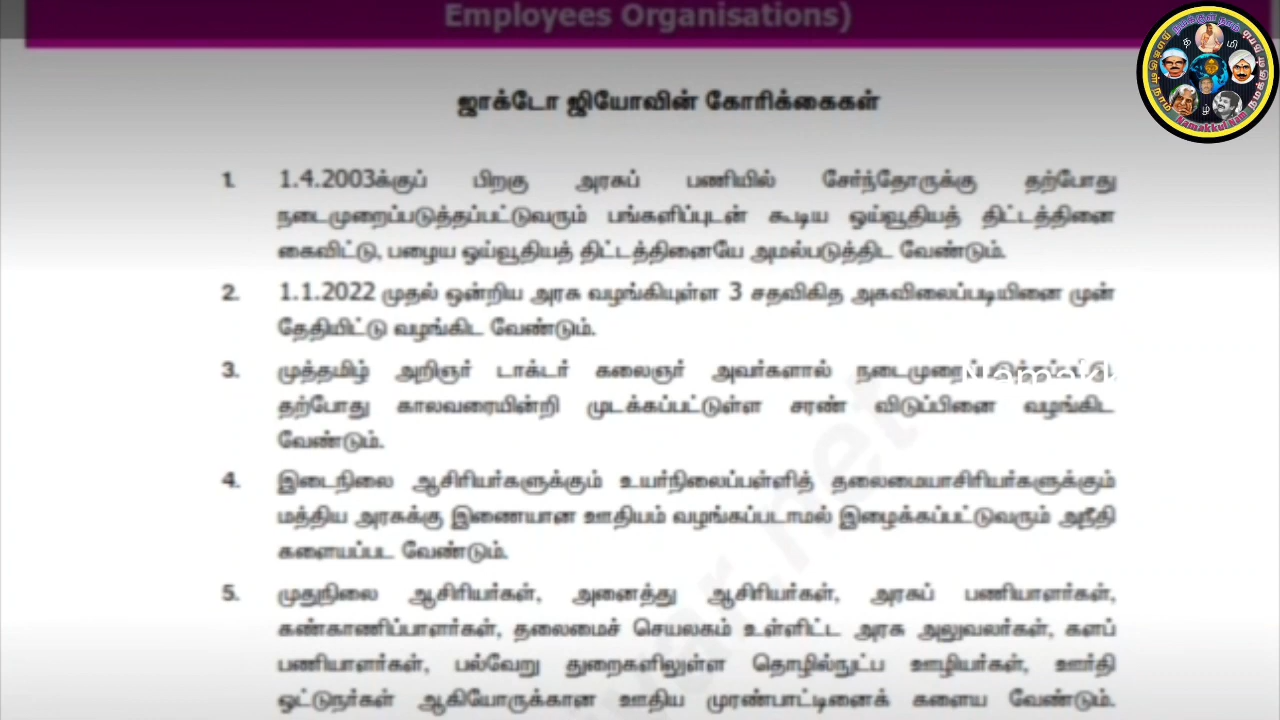 Employees Organisations)
ஜாக்டோ ஜியோவின் கோரிக்கைகள்
1. 1.4.2003க்குப் பிறகு அரசுப் பணியில் சேர்ந்தோருக்கு தற்போது
நடைமுறைப்படுத்தப்பட்டுவரும் பங்களிப்புடன் கூடிய ஓய்வூதியத் திட்டத்தினை
கைவிட்டு, பழைய ஓய்வூதியத் திட்டத்தினையே அமல்படுத்திட வேண்டும்.
2. 1.1.2022 முதல் ஒன்றிய அரசு வழங்கியுள்ள 3 சதவிகித அகவிலைப்படியினை முன்
தேதியிட்டு வழங்கிட வேண்டும்.
3. முத்தமிழ் அறிஞர் டாக்டர் கலைஞர் அவர்களால்
தற்போது காலவரையின்றி முடக்கப்பட்டுள்ள சரண் விடுப்பினை வழங்கிட
வேண்டும்.
4. இடைநிலை ஆசிரியர்களுக்கும் உயர்நிலைப்பள்ளித் தலைமையாசிரியர்களுக்கும்
மத்திய அரசுக்கு இணையான ஊதியம் வழங்கப்படாமல் இழைக்கப்பட்டுவரும் அநீதி
களையப்பட வேண்டும்.
5. முதுநிலை ஆசிரியர்கள், அனைத்து ஆசிரியர்கள், அரசுப் பணியாளர்கள்,
கண்காணிப்பாளர்கள், தலைமைச் செயலகம் உள்ளிட்ட அரசு அலுவலர்கள், களப்
பணியாளர்கள், பல்வேறு துறைகளிலுள்ள தொழில்நுட்ப ஊழியர்கள், ஊர்தி
ஓட்டுநர்கள் ஆகியோருக்கான ஊதிய முரண்பாட்டினைக் களைய வேண்டும்.